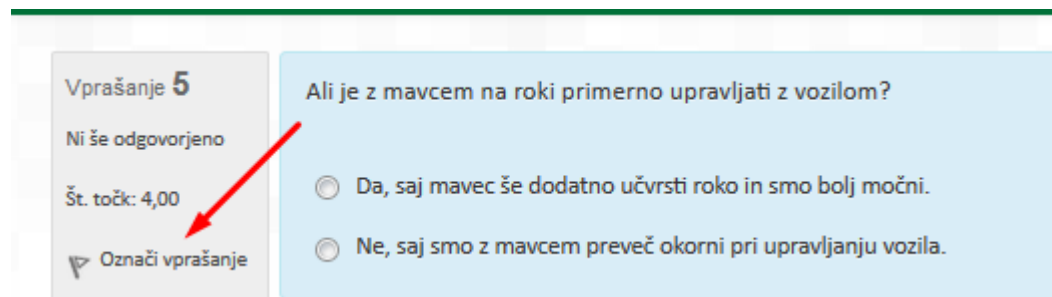 Vprašanje 5
Ni še odgovorjeno
Št. točk: 4,00
Označi vprašanje
Ali je z mavcem na roki primerno upravljati z vozilom?
Da, saj mavec še dodatno učvrsti roko in smo bolj močni.
Ne, saj smo z mavcem preveč okorni pri upravljanju vozila.